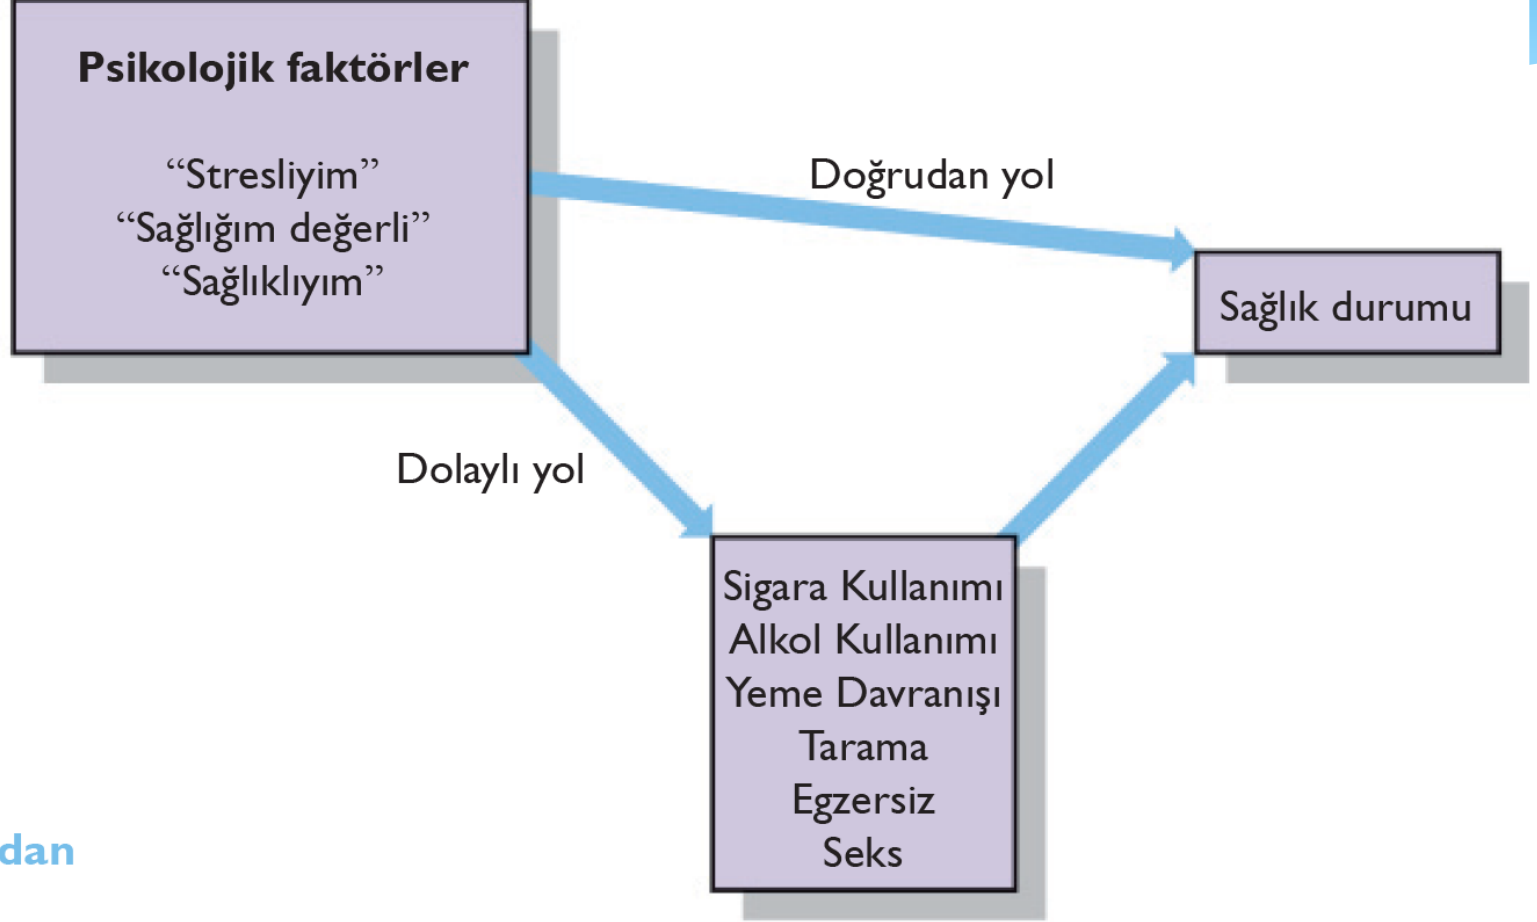 Psikolojik faktörler
“Stresliyim”
“Sağlığım değerli”
“Sağlıklıyım”
Doğrudan yol
Sağlık durumu
Dolaylı yol
Sigara Kullanımı
Alkol Kullanımı
Yeme Davranışı
Tarama
Egzersiz
Seks
dan